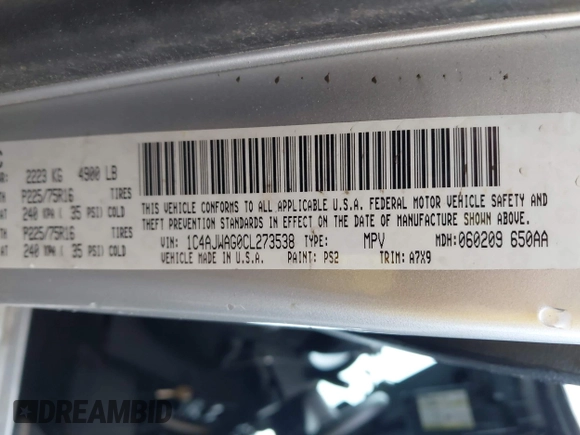 2223 KG 4900 LB
P225/75R16 TIRES
240 KPA ( 35 PSI) COLD
P225/75R16 TIRES
240 KPA ( 35 PSI) COLD
THIS VEHICLE CONFORMS TO ALL APPLICABLE U.S.A. FEDERAL MOTOR VEHICLE SAFETY AND
THEFT PREVENTION STANDARDS IN EFFECT ON THE DATE OF MANUFACTURE SHOWN ABOVE.
VIN: 1C4AJWAG0CL273538 TYPE: MPV MDH: 060209 650AA
VEHICLE MADE IN U.S.A. PAINT: PS2 TRIM: A7X9
DREAMBID